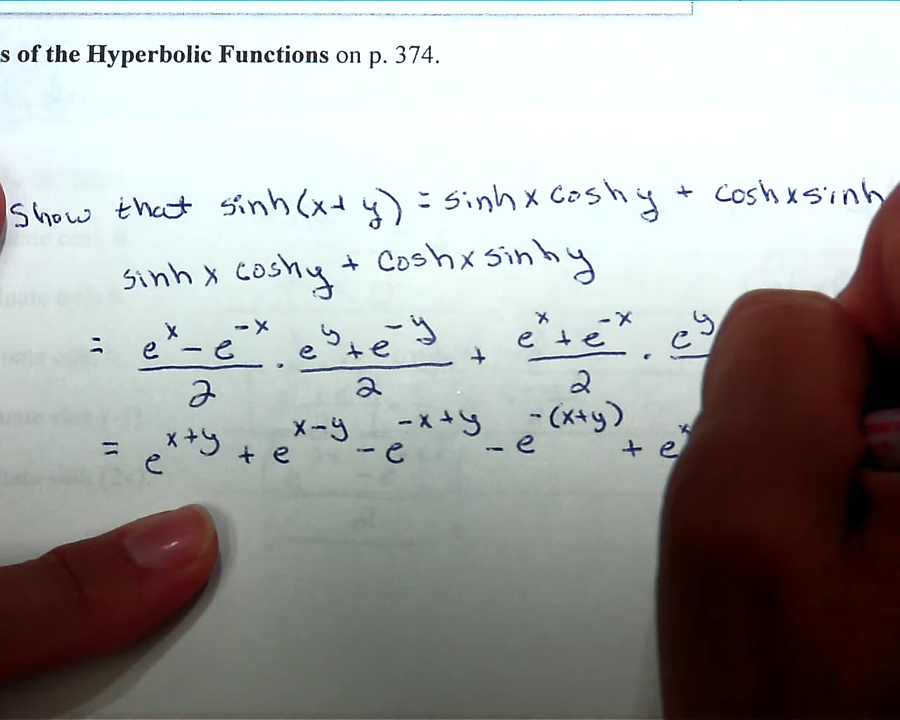 s of the Hyperbolic Functions on p. 374.
Show that sinh(x+y) = sinh x cosh y + cosh x sinh
sinh x cosh y + cosh x sinh y
= e^x - e^-x / 2 · e^y + e^-y / 2 + e^x + e^-x / 2 · e^y
= e^x+y + e^x-y - e^-x+y - e^-(x+y) + e^x